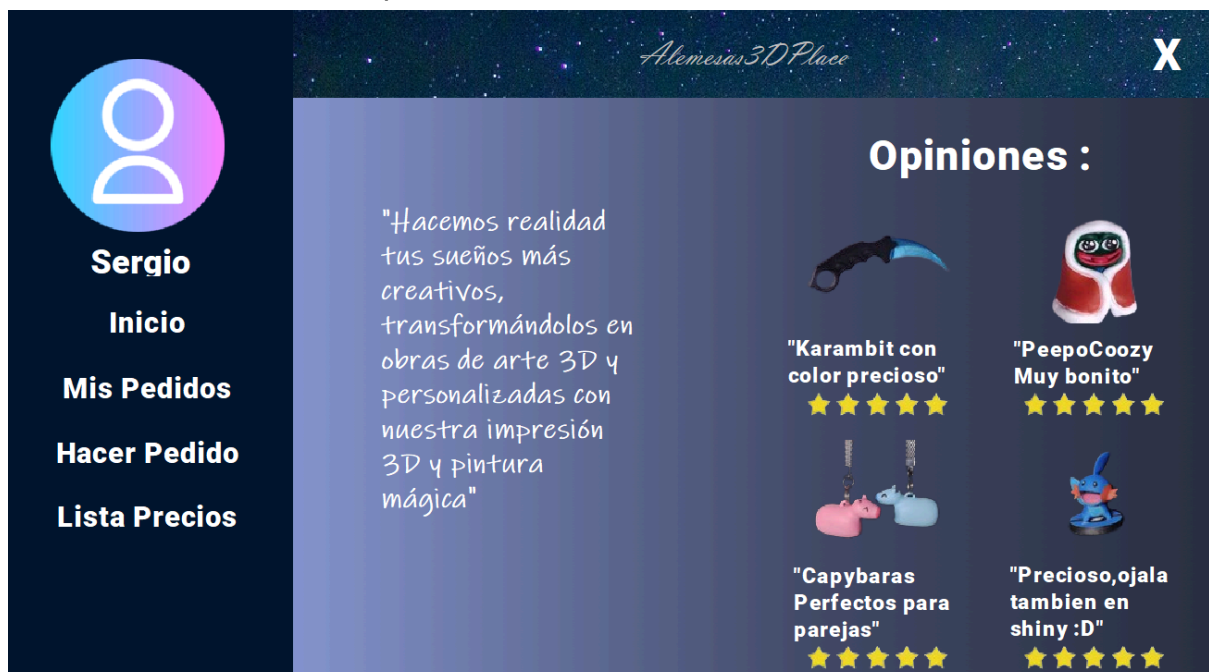 Alemesas3DPlace
X
Sergio
Inicio
Mis Pedidos
Hacer Pedido
Lista Precios
"Hacemos realidad
tus sueños más
creativos,
transformándolos en
obras de arte 3D y
personalizadas con
nuestra impresión
3D y pintura
mágica"
Opiniones :
"Karambit con
color precioso"
"PeepoCoozy
Muy bonito"
"Capybaras
Perfectos para
parejas"
"Precioso,ojala
tambien en
shiny :D"